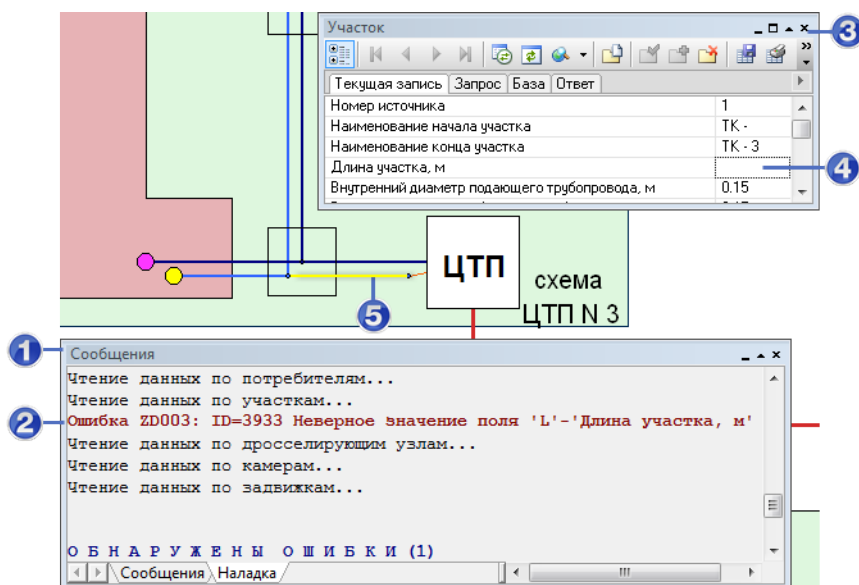 Участок
3
Текущая запись Запрос База Ответ
Номер источника 1
Наименование начала участка ТК -
Наименование конца участка ТК - 3
Длина участка, м
4
Внутренний диаметр подающего трубопровода, м 0.15
ЦТП
схема
ЦТП N 3
5
1
Сообщения
Чтение данных по потребителям...
Чтение данных по участкам...
2
Ошибка ZD003: ID=3933 Неверное значение поля 'L'-'Длина участка, м'
Чтение данных по дросселирующим узлам...
Чтение данных по камерам...
Чтение данных по задвижкам...
О Б Н А Р У Ж Е Н Ы О Ш И Б К И (1)
Сообщения Наладка